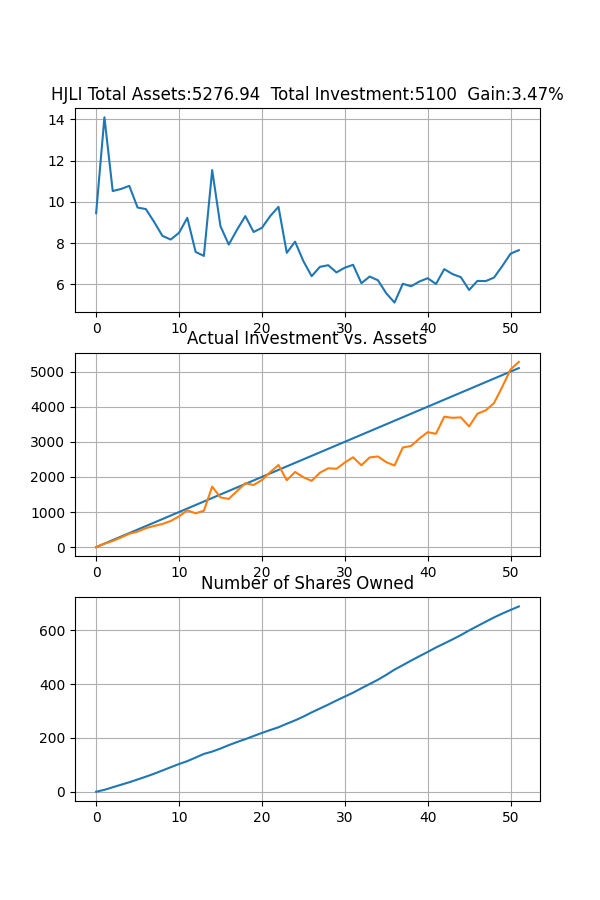 HJLI Total Assets:5276.94  Total Investment:5100  Gain:3.47%
14
12
10
8
6
0 10 20 30 40 50
Actual Investment vs. Assets
5000
4000
3000
2000
1000
0
0 10 20 30 40 50
Number of Shares Owned
600
400
200
0
0 10 20 30 40 50